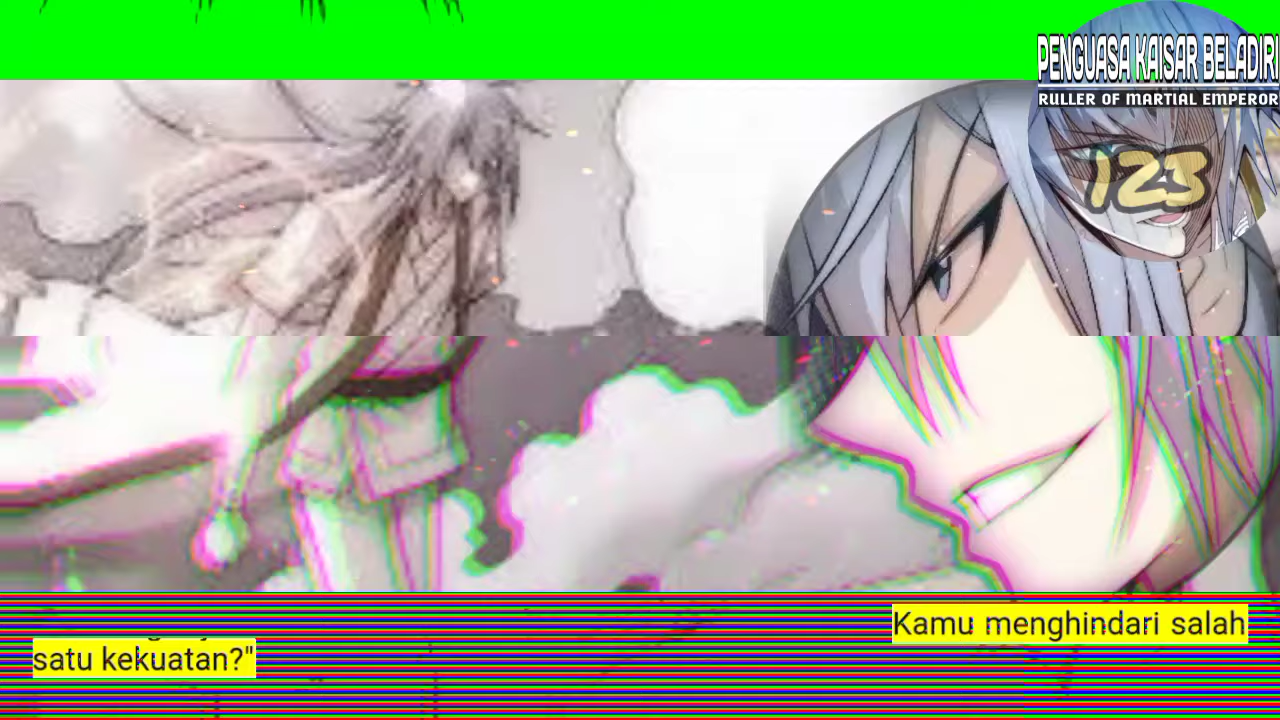 PENGUASA KAISAR BELADIRI
RULLER OF MARTIAL EMPEROR
123
Kamu menghindari salah
satu kekuatan?"